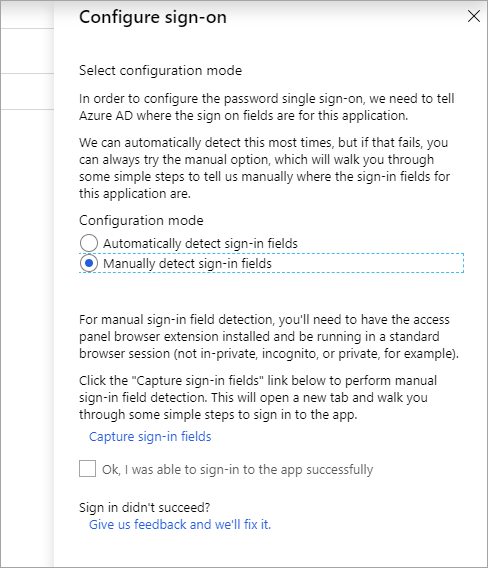 Configure sign-on
Select configuration mode
In order to configure the password single sign-on, we need to tell
Azure AD where the sign on fields are for this application.
We can automatically detect this most times, but if that fails, you
can always try the manual option, which will walk you through
some simple steps to tell us manually where the sign-in fields for
this application are.
Configuration mode
Automatically detect sign-in fields
Manually detect sign-in fields
For manual sign-in field detection, you'll need to have the access
panel browser extension installed and be running in a standard
browser session (not in-private, incognito, or private, for example).
Click the "Capture sign-in fields" link below to perform manual
sign-in field detection. This will open a new tab and walk you
through some simple steps to sign in to the app.
Capture sign-in fields
Ok, I was able to sign-in to the app successfully
Sign in didn't succeed?
Give us feedback and we'll fix it.